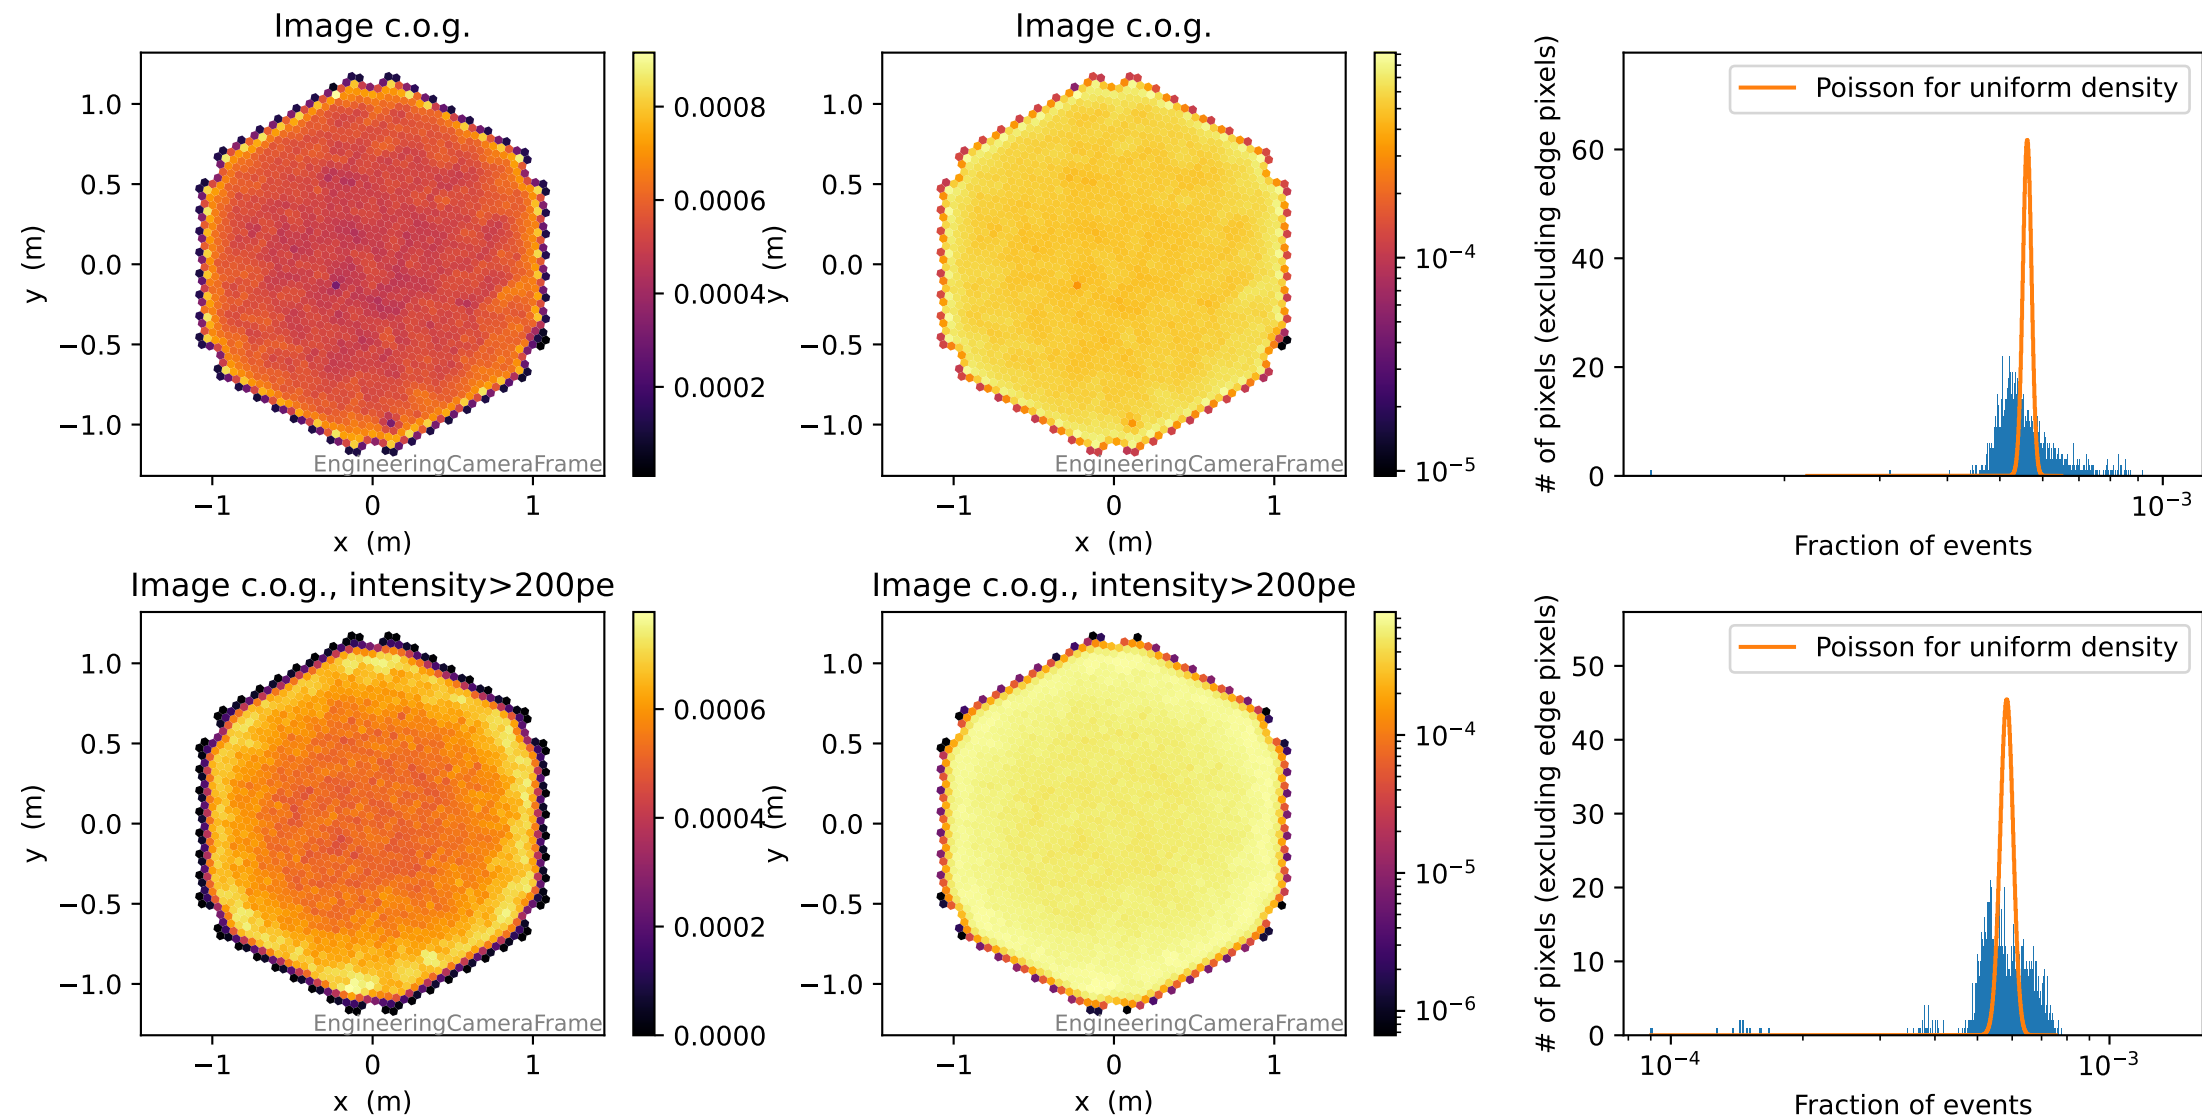 Image c.o.g.
1.0
0.5
0.0
−0.5
−1.0
y (m)
−1
0
1
x (m)
EngineeringCameraFrame
0.0008
0.0006
0.0004
0.0002
Image c.o.g.
1.0
0.5
0.0
−0.5
−1.0
y (m)
−1
0
1
x (m)
EngineeringCameraFrame
10⁻⁴
10⁻⁵
# of pixels (excluding edge pixels)
60
40
20
0
Poisson for uniform density
10⁻³
Fraction of events
Image c.o.g., intensity>200pe
1.0
0.5
0.0
−0.5
−1.0
y (m)
−1
0
1
x (m)
EngineeringCameraFrame
0.0006
0.0004
0.0002
0.0000
Image c.o.g., intensity>200pe
1.0
0.5
0.0
−0.5
−1.0
y (m)
−1
0
1
x (m)
EngineeringCameraFrame
10⁻⁴
10⁻⁵
10⁻⁶
# of pixels (excluding edge pixels)
50
40
30
20
10
0
Poisson for uniform density
10⁻⁴
10⁻³
Fraction of events